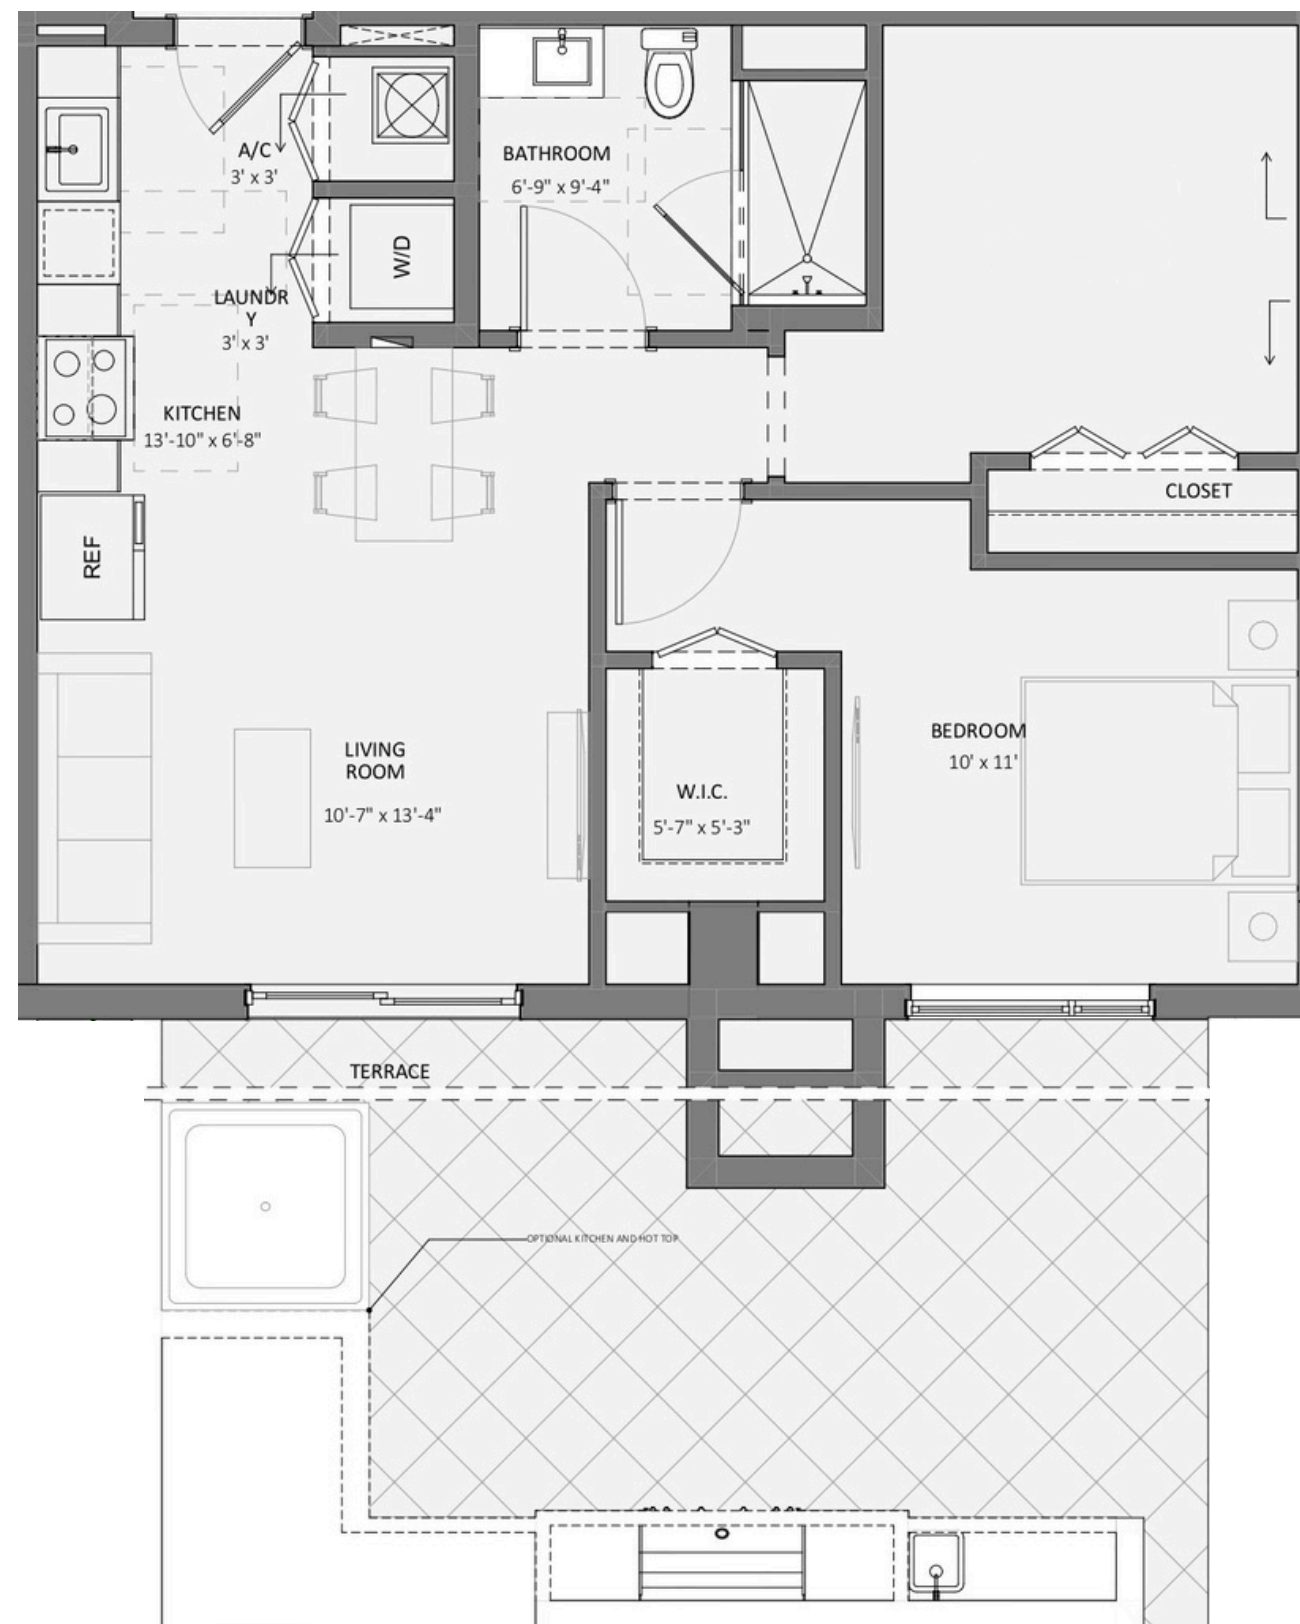 A/C
3' x 3'
BATHROOM
6'-9" x 9'-4"
W/D
LAUNDR
Y
3' x 3'
KITCHEN
13'-10" x 6'-8"
CLOSET
REF
LIVING
ROOM
10'-7" x 13'-4"
BEDROOM
10' x 11'
W.I.C.
5'-7" x 5'-3"
TERRACE
OPTIONAL KITCHEN AND HOT TOP